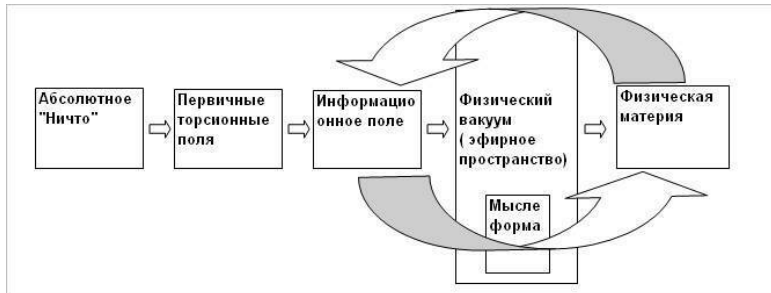 Абсолютное
"Ничто"
Первичные
торсионные
поля
Информацио
онное поле
Физический
вакуум
( эфирное
пространство)
Мысле
форма
Физическая
материя